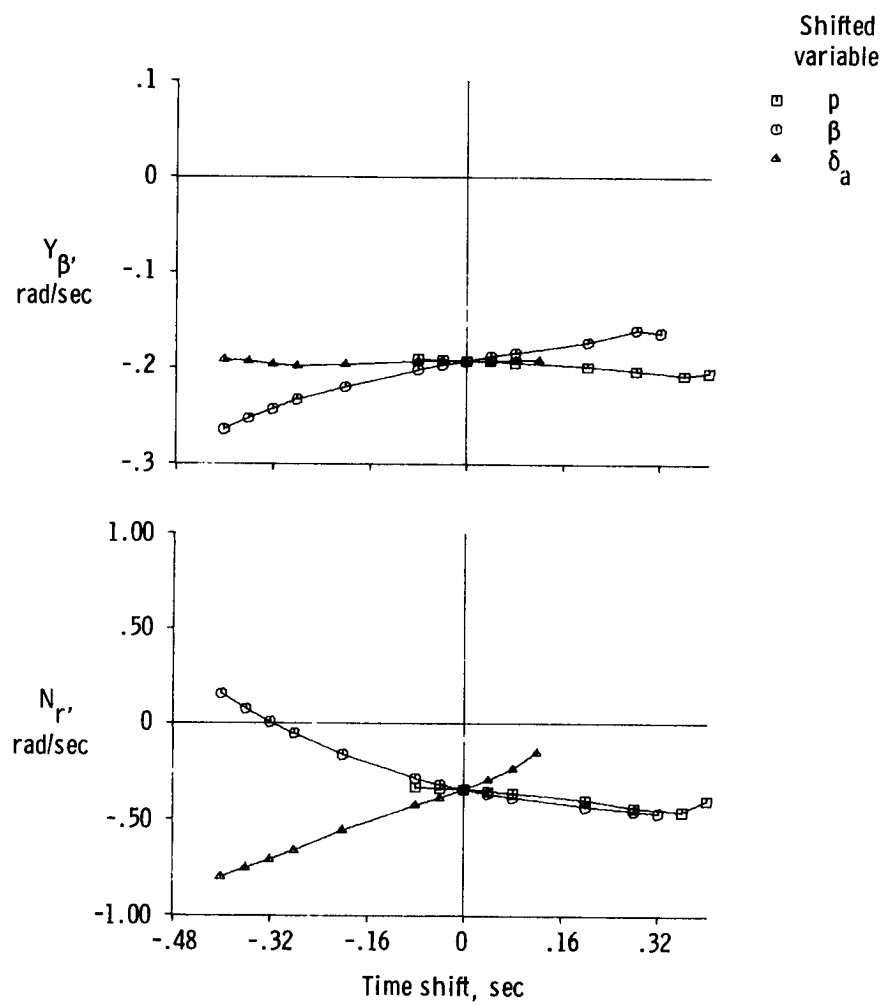 Shifted
variable
p
β
δa
.1
0
-.1
-.2
-.3
Yβ,
rad/sec
1.00
.50
0
-.50
-1.00
Nr,
rad/sec
-.48
-.32
-.16
0
.16
.32
Time shift, sec